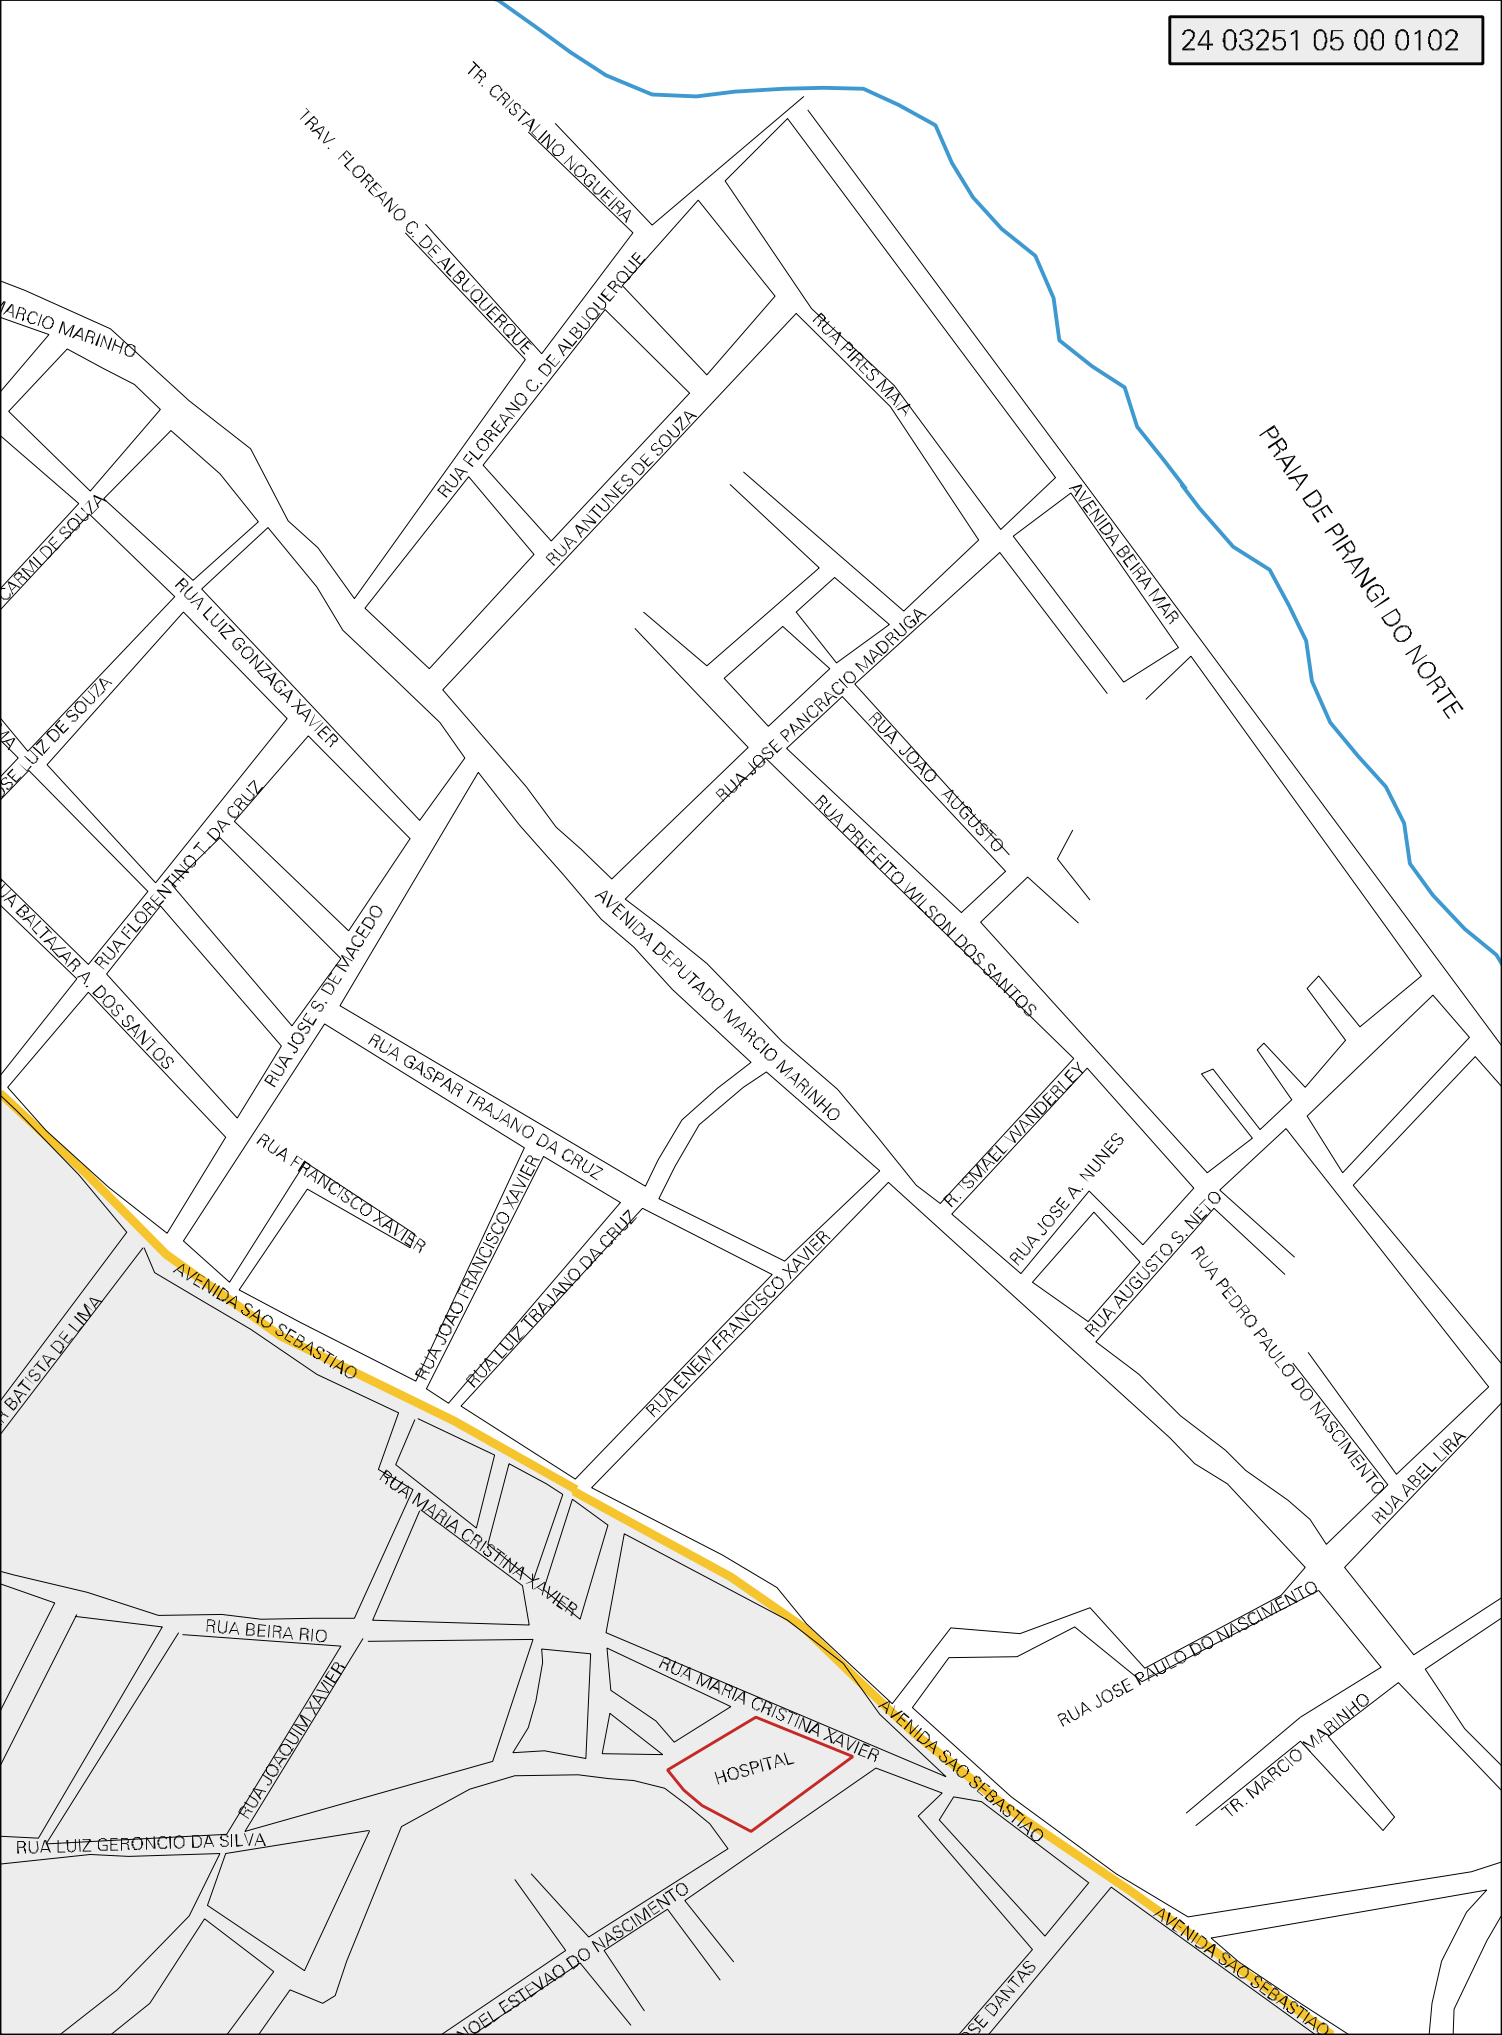 24 03251 05 00 0102
TR. CRISTALINO NOGUEIRA
TRAV. FLOREANO C. DE ALBUQUERQUE
MARCIO MARINHO
RUA FLOREANO C. DE ALBUQUERQUE
RUA PIRES MAIA
RUA ANTUNES DE SOUZA
PRAIA DE PIRANGI DO NORTE
AVENIDA BEIRA MAR
CARMI DE SOUZA
RUA LUIZ GONZAGA XAVIER
RUA JOSE PANCRACIO MADRUGA
LUIZ DE SOUZA
RUA JOAO AUGUSTO
RUA FLORENTINO T. DA CRUZ
RUA PREFEITO WILSON DOS SANTOS
BALTAZAR A. DOS SANTOS
AVENIDA DEPUTADO MARCIO MARINHO
RUA JOSE S. DE MACEDO
RUA GASPAR TRAJANO DA CRUZ
R. ISMAEL WANDERLEY
RUA JOSE A. NUNES
RUA FRANCISCO XAVIER
RUA JOAO FRANCISCO XAVIER
RUA LUIZ TRAJANO DA CRUZ
RUA ENEM FRANCISCO XAVIER
RUA AUGUSTO S. NETO
RUA PEDRO PAULO DO NASCIMENTO
AVENIDA SAO SEBASTIAO
BATISTA DE LIMA
RUA ABEL LIRA
RUA MARIA CRISTINA XAVIER
RUA BEIRA RIO
RUA JOSE PAULO DO NASCIMENTO
RUA MARIA CRISTINA XAVIER
RUA JOAQUIM XAVIER
AVENIDA SAO SEBASTIAO
TR. MARCIO MARINHO
HOSPITAL
RUA LUIZ GERONCIO DA SILVA
NOEL ESTEVAO DO NASCIMENTO
AVENIDA SAO SEBASTIAO
DANTAS